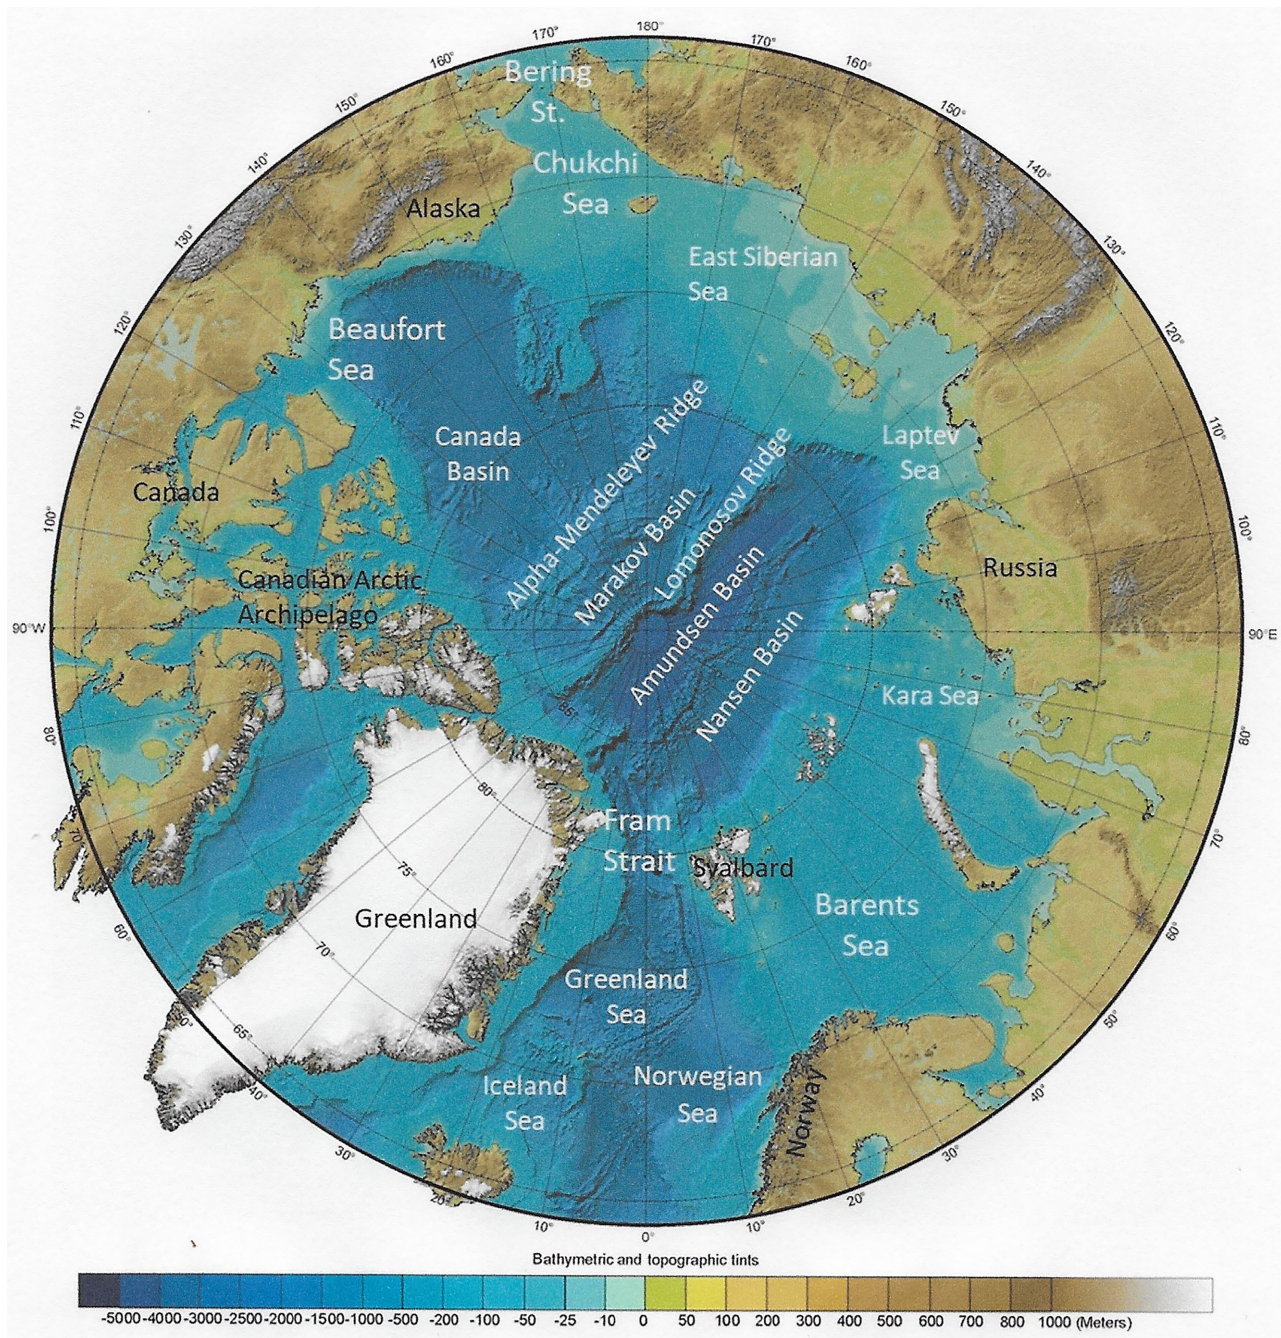 180°
170°
170°
160°
160°
150°
150°
140°
140°
130°
130°
120°
120°
110°
110°
100°
100°
90°W
90°E
80°
80°
70°
70°
60°
60°
50°
50°
40°
40°
30°
30°
20°
20°
10°
0°
10°
Bering
St.
Chukchi
Sea
Alaska
East Siberian
Sea
Beaufort
Sea
Canada
Basin
Alpha-Mendeleyev Ridge
Marakov Basin
Lomonosov Ridge
Amundsen Basin
Nansen Basin
Laptev
Sea
Canada
Canadian Arctic
Archipelago
Russia
Kara Sea
85°
80°
75°
70°
65°
Fram
Strait
Svalbard
Greenland
Barents
Sea
Greenland
Sea
Iceland
Sea
Norwegian
Sea
Norway
Bathymetric and topographic tints
-5000 -4000 -3000 -2500 -2000 -1500 -1000 -500 -200 -100 -50 -25 -10 0 50 100 200 300 400 500 600 700 800 1000 (Meters)